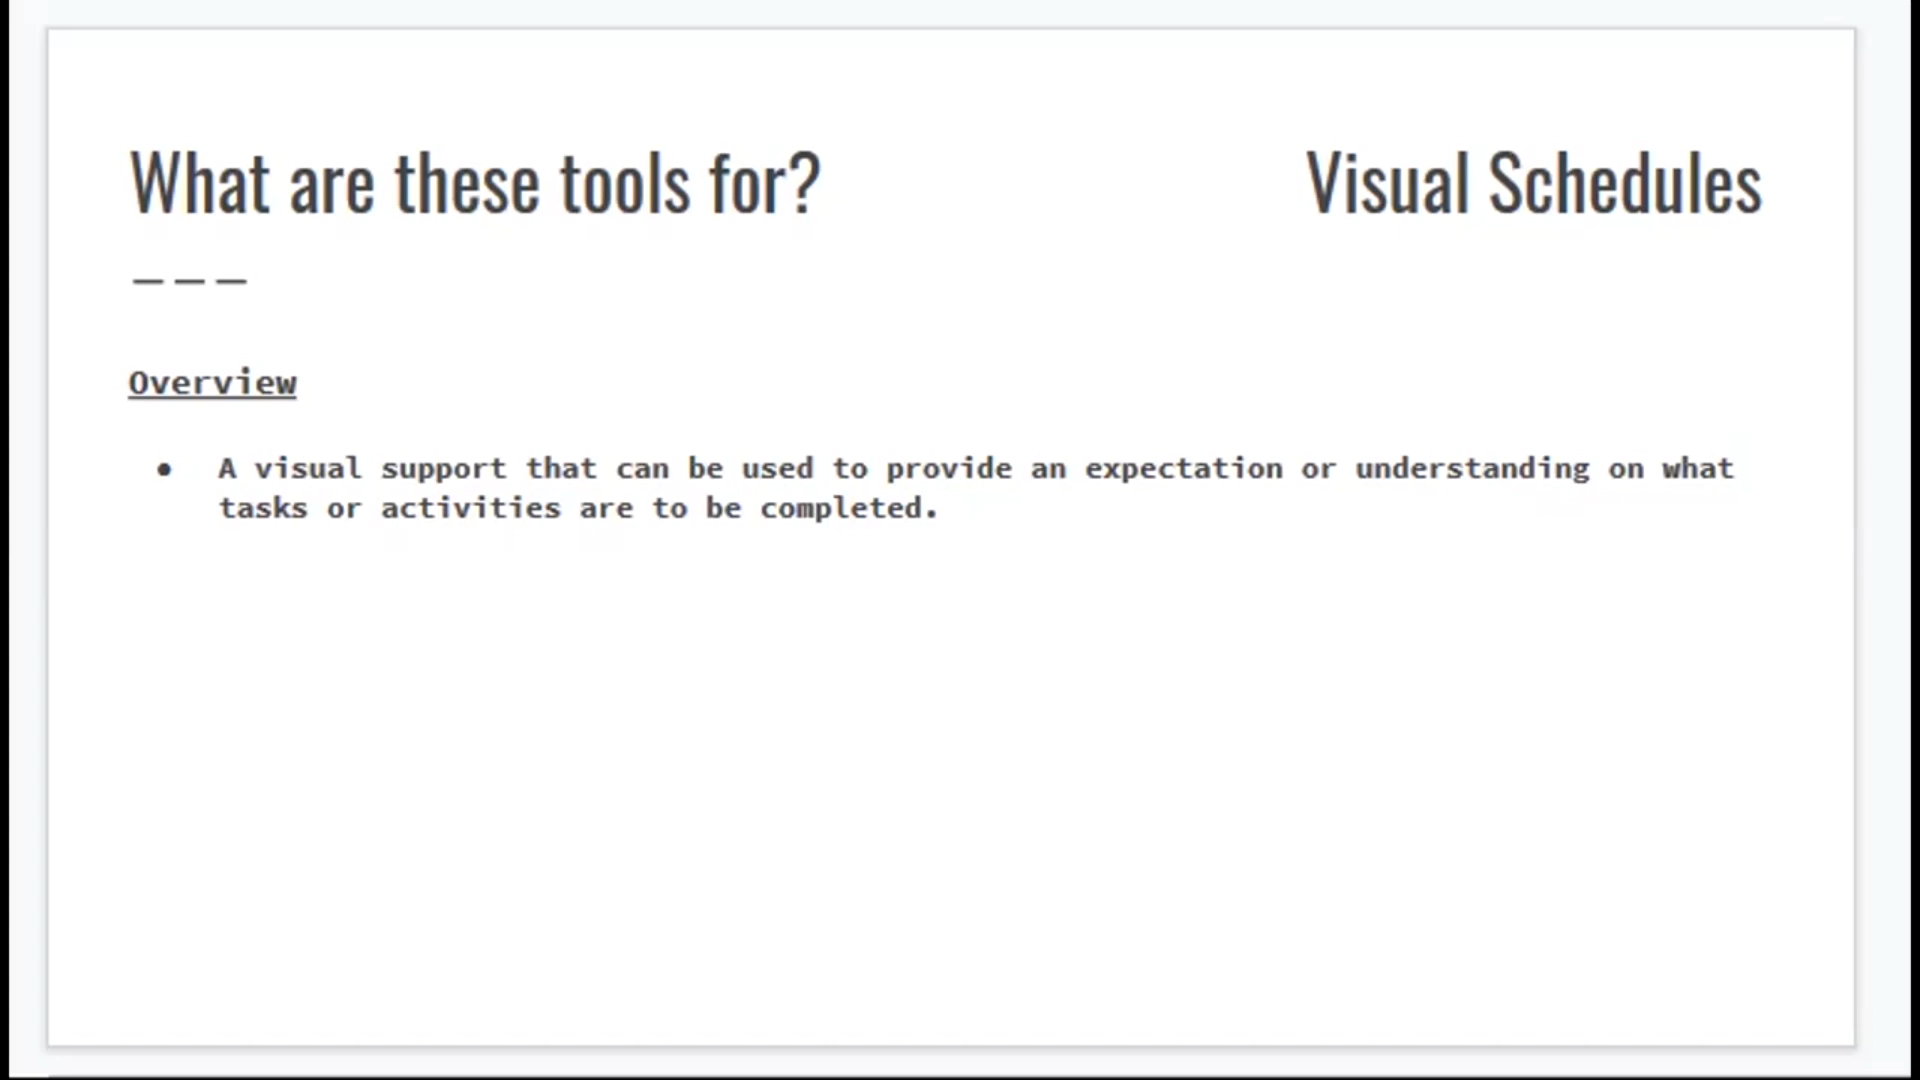 What are these tools for?
Visual Schedules
Overview
● A visual support that can be used to provide an expectation or understanding on what
tasks or activities are to be completed.